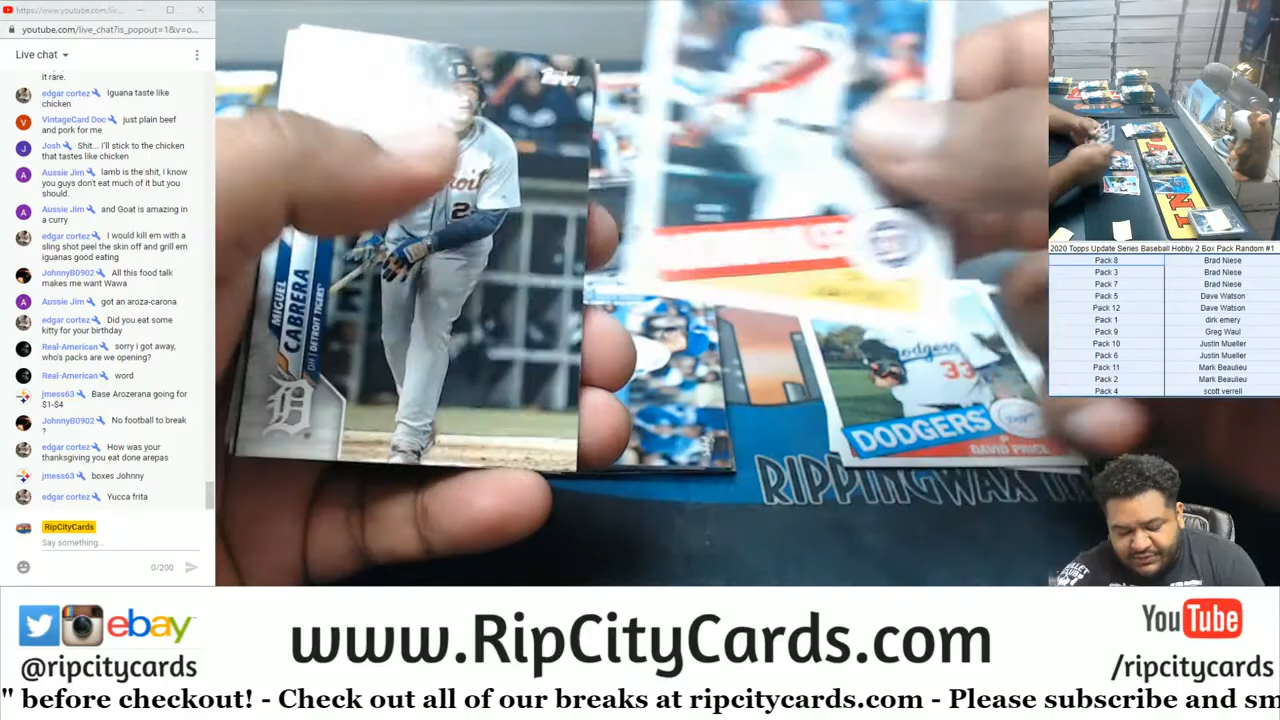 https://www.youtube.com/liv...
youtube.com/live_chat?is_popout=1&v=o...
Live chat
it rare.
edgar cortez Iguana taste like
chicken
VintageCard Doc just plain beef
and pork for me
Josh Shit... I'll stick to the chicken
that tastes like chicken
Aussie Jim lamb is the shit, I know
you guys don't eat much of it but you
should.
Aussie Jim and Goat is amazing in
a curry
edgar cortez I would kill em with a
sling shot peel the skin off and grill em
iguanas good eating
JohnnyB0902 All this food talk
makes me want Wawa
Aussie Jim got an aroza-carona
edgar cortez Did you eat some
kitty for your birthday
Real-American sorry i got away,
who's packs are we opening?
Real-American word
jmess63 Base Arozerana going for
$1-$4
JohnnyB0902 No football to break
?
edgar cortez How was your
thanksgiving you eat done arepas
jmess63 boxes Johnny
edgar cortez Yucca frita
RipCityCards
Say something...
0/200
Topps
2
MIGUEL
CABRERA
DH | DETROIT TIGERS
Dodgers
33
DODGERS
DAVID PRICE
RIPPINGWAX
2020 Topps Update Series Baseball Hobby 2 Box Pack Random #1
Pack 8 Brad Niese
Pack 3 Brad Niese
Pack 7 Brad Niese
Pack 5 Dave Watson
Pack 12 Dave Watson
Pack 1 dirk emery
Pack 9 Greg Waul
Pack 10 Justin Mueller
Pack 6 Justin Mueller
Pack 11 Mark Beaulieu
Pack 2 Mark Beaulieu
Pack 4 scott verrell
ebay
@ripcitycards
www.RipCityCards.com
YouTube
/ripcitycards
" before checkout! - Check out all of our breaks at ripcitycards.com - Please subscribe and sm